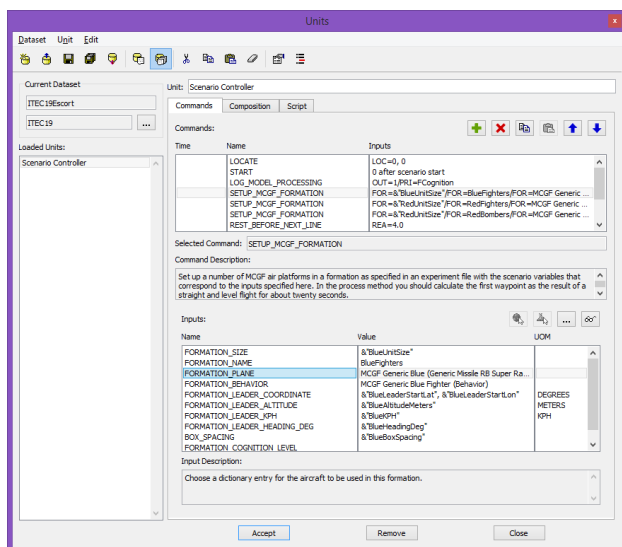 Units
x
Dataset Unit Edit
Current Dataset
ITEC19Escort
ITEC19
...
Loaded Units:
Scenario Controller
Unit: Scenario Controller
Commands Composition Script
Commands:
Time Name Inputs
LOCATE LOC=0, 0
START 0 after scenario start
LOG_MODEL_PROCESSING OUT=1/PRI=FCognition
SETUP_MCGF_FORMATION FOR=&"BlueUnitSize"/FOR=BlueFighters/FOR=MCGF Generic ...
SETUP_MCGF_FORMATION FOR=&"RedUnitSize"/FOR=RedFighters/FOR=MCGF Generic ...
SETUP_MCGF_FORMATION FOR=&"RedUnitSize"/FOR=RedBombers/FOR=MCGF Generic ...
REST_BEFORE_NEXT_LINE REA=4.0
Selected Command: SETUP_MCGF_FORMATION
Command Description:
Set up a number of MCGF air platforms in a formation as specified in an experiment file with the scenario variables that
correspond to the inputs specified here. In the process method you should calculate the first waypoint as the result of a
straight and level flight for about twenty seconds.
Inputs:
...
Name Value UOM
FORMATION_SIZE &"BlueUnitSize"
FORMATION_NAME BlueFighters
FORMATION_PLANE MCGF Generic Blue (Generic Missile RB Super Ra...
FORMATION_BEHAVIOR MCGF Generic Blue Fighter (Behavior)
FORMATION_LEADER_COORDINATE &"BlueLeaderStartLat", &"BlueLeaderStartLon" DEGREES
FORMATION_LEADER_ALTITUDE &"BlueAltitudeMeters" METERS
FORMATION_LEADER_KPH &"BlueKPH" KPH
FORMATION_LEADER_HEADING_DEG &"BlueHeadingDeg"
BOX_SPACING &"BlueBoxSpacing"
FORMATION COGNITION LEVEL
Input Description:
Choose a dictionary entry for the aircraft to be used in this formation.
Accept Remove Close